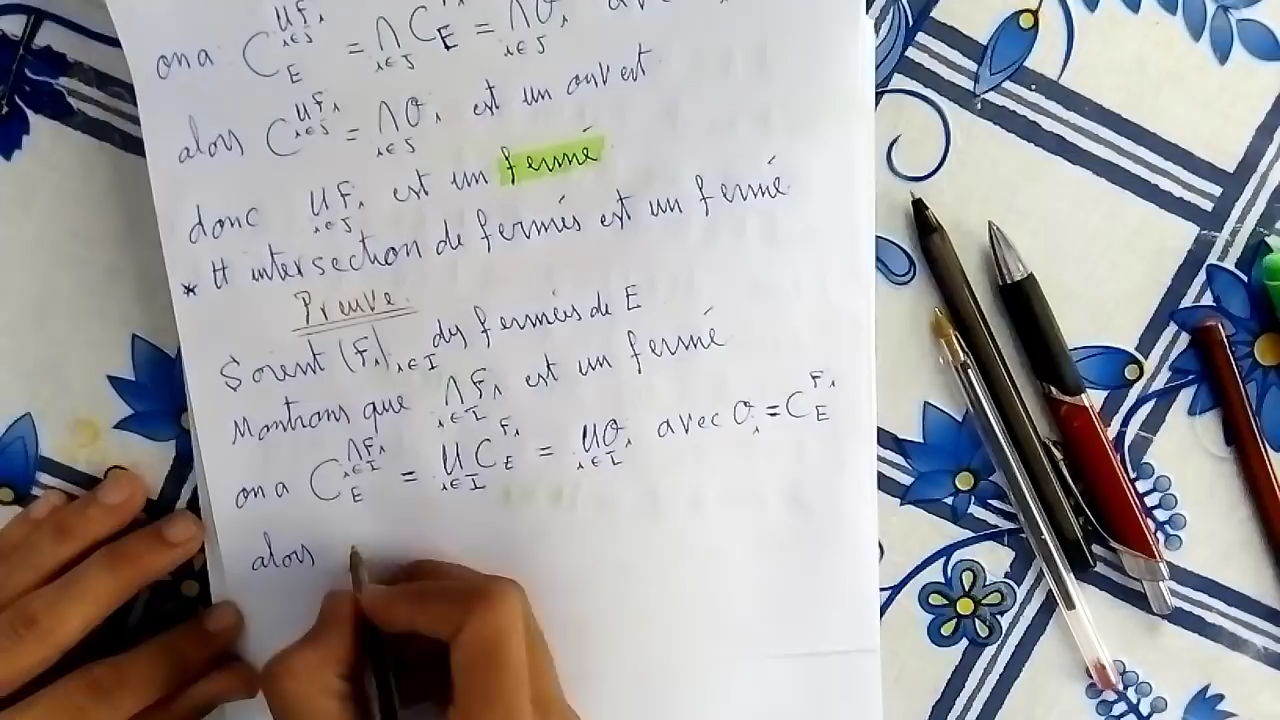 on a C_E^{∪_{λ∈J} F_λ} = ∩_{λ∈J} C_E = ∩_{λ∈J} O_λ
alors C^{∪_{λ∈J} F_λ} = ∩_{λ∈J} O_λ est un ouvert
donc ∪_{λ∈J} F_λ est un fermé
* # intersection de fermés est un fermé
Preuve.
Soient (F_λ)_{λ∈I} des fermées de E
Montrons que ∩_{λ∈I} F_λ est un fermé
on a C_E^{∩_{λ∈I} F_λ} = ∪_{λ∈I} C_E^{F_λ} = ∪_{λ∈I} O_λ avec O_λ = C_E^{F_λ}
alors